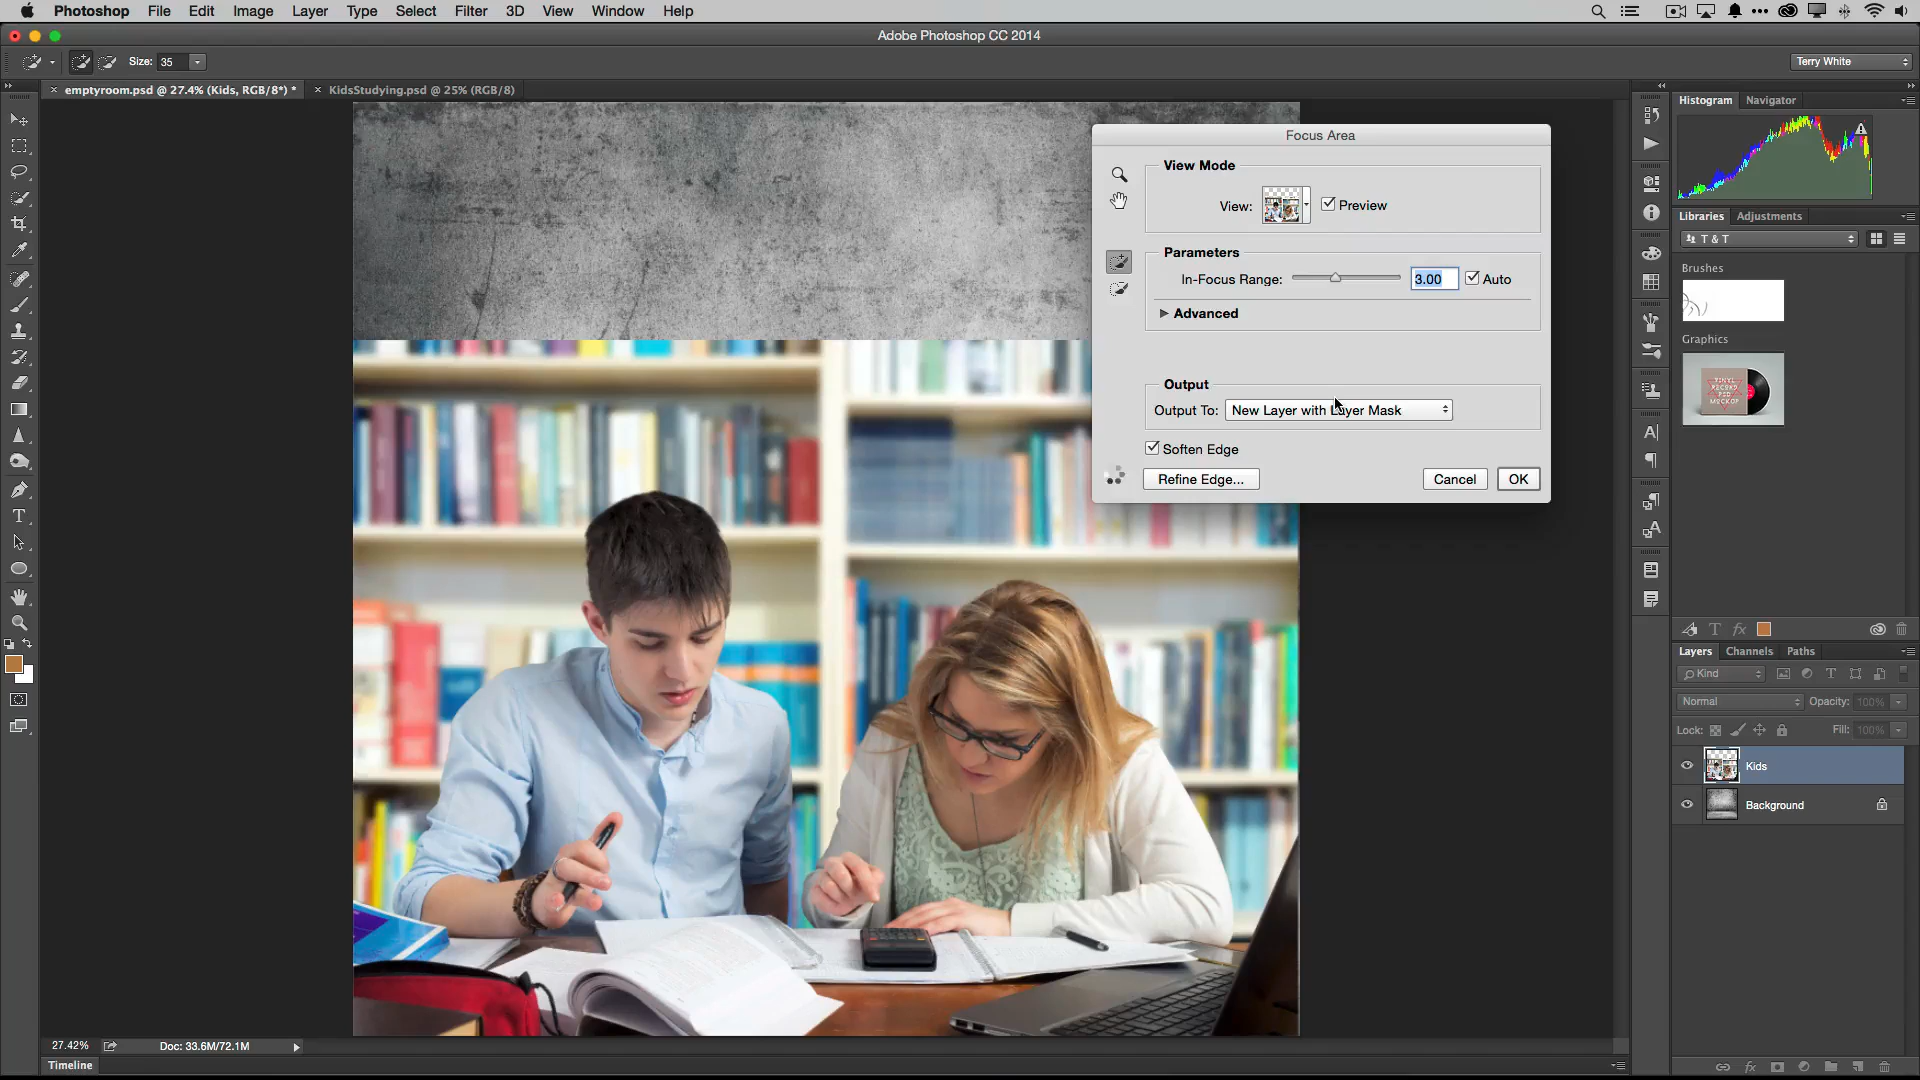 Photoshop File Edit Image Layer Type Select Filter 3D View Window Help
Adobe Photoshop CC 2014
Size: 35
Terry White
emptyroom.psd @ 27.4% (Kids, RGB/8*) *
KidsStudying.psd @ 25% (RGB/8)
Histogram Navigator
Focus Area
View Mode
View: Preview
Parameters
In-Focus Range: 3.00 Auto
Advanced
Output
Output To: New Layer with Layer Mask
Soften Edge
Refine Edge... Cancel OK
Libraries Adjustments
T & T
Brushes
Graphics
Layers Channels Paths
Kind
Normal Opacity: 100%
Lock: Fill: 100%
Kids
Background
27.42% Doc: 33.6M/72.1M
Timeline